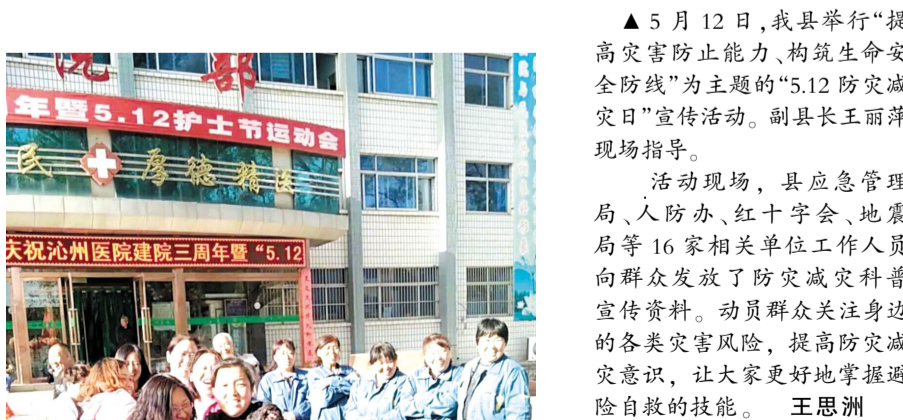 院 部
年暨5.12护士节运动会
民 厚德精医
庆祝沁州医院建院三周年暨“5.12
▲5月12日,我县举行“提
高灾害防止能力、构筑生命安
全防线”为主题的“5.12防灾减
灾日”宣传活动。副县长王丽萍
现场指导。
活动现场，县应急管理
局、人防办、红十字会、地震
局等16家相关单位工作人员
向群众发放了防灾减灾科普
宣传资料。动员群众关注身边
的各类灾害风险，提高防灾减
灾意识，让大家更好地掌握避
险自救的技能。 王思洲